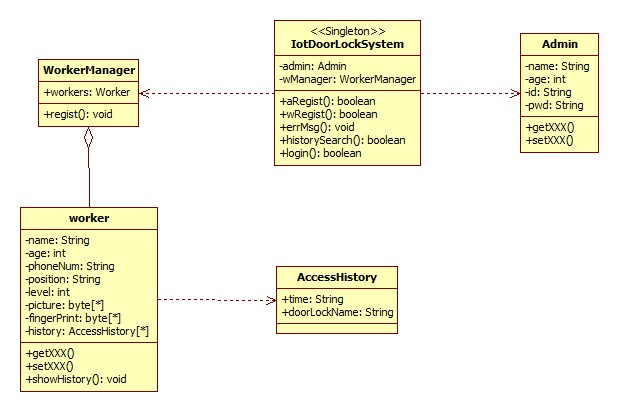 <<Singleton>>
IotDoorLockSystem
-admin: Admin
-wManager: WorkerManager
+aRegist(): boolean
+wRegist(): boolean
+errMsg(): void
+historySearch(): boolean
+login(): boolean
Admin
-name: String
-age: int
-id: String
-pwd: String
+getXXX()
+setXXX()
WorkerManager
+workers: Worker
+regist(): void
worker
-name: String
-age: int
-phoneNum: String
-position: String
-level: int
-picture: byte[*]
-fingerPrint: byte[*]
-history: AccessHistory[*]
+getXXX()
+setXXX()
+showHistory(): void
AccessHistory
+time: String
+doorLockName: String